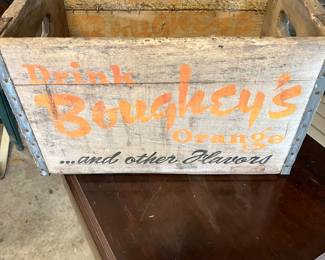 Drink
Boughey's
Orange
...and other Flavors